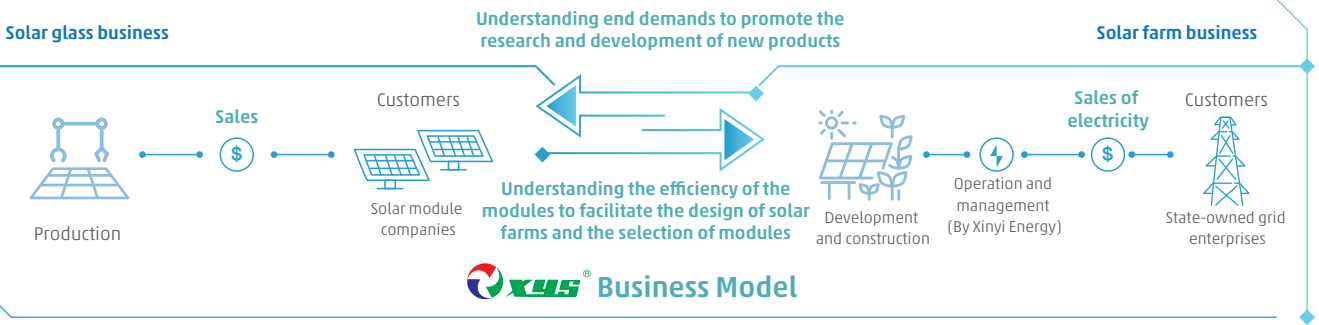 Solar glass business
Understanding end demands to promote the
research and development of new products
Solar farm business
Production
Sales
$
Customers
Solar module
companies
Understanding the efficiency of the
modules to facilitate the design of solar
farms and the selection of modules
Development
and construction
Operation and
management
(By Xinyi Energy)
Sales of
electricity
$
Customers
State-owned grid
enterprises
XYS® Business Model